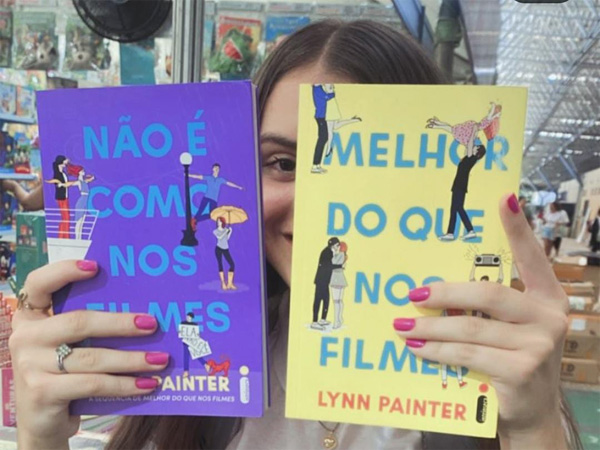 NÃO É
COMO
NOS
FILMES
PAINTER
A SEQUÊNCIA DE MELHOR DO QUE NOS FILMES
MELHOR
DO QUE
NOS
FILMES
LYNN PAINTER